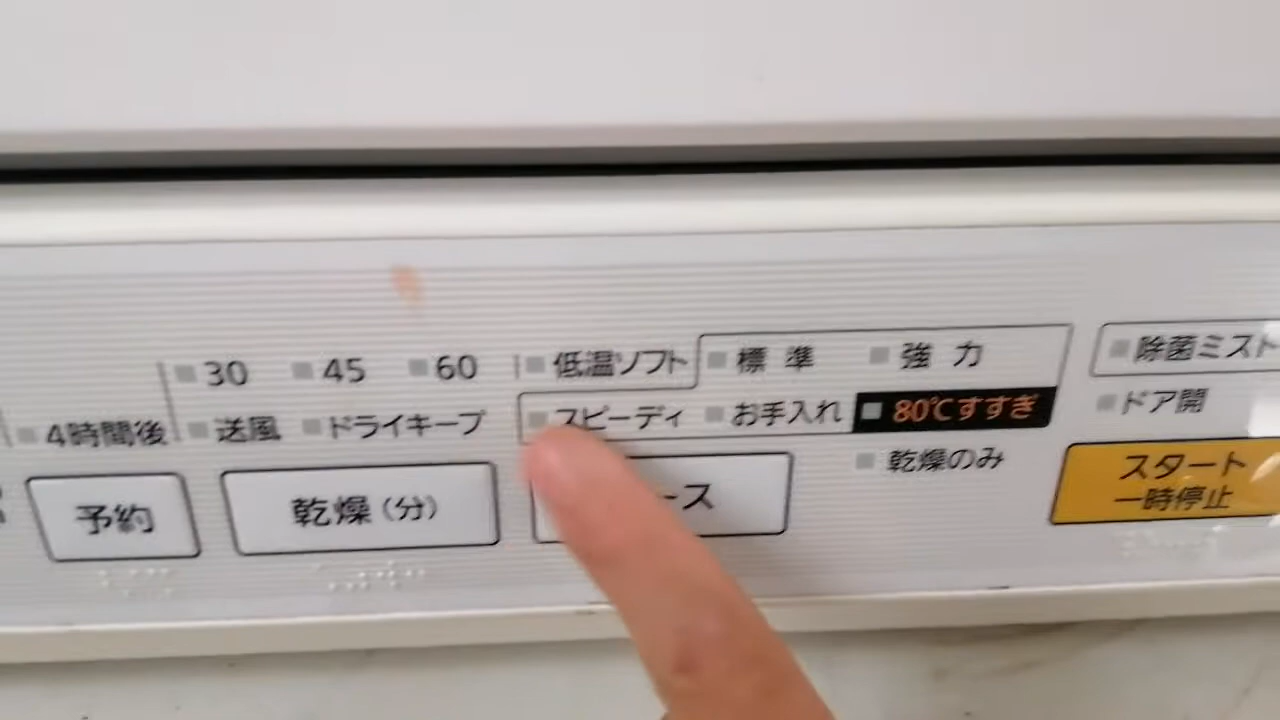 30 45 60 低温ソフト 標準 強力 除菌ミスト
4時間後 送風 ドライキープ スピーディ お手入れ 80℃すすぎ ドア開
乾燥のみ
予約 乾燥(分) ース スタート
一時停止